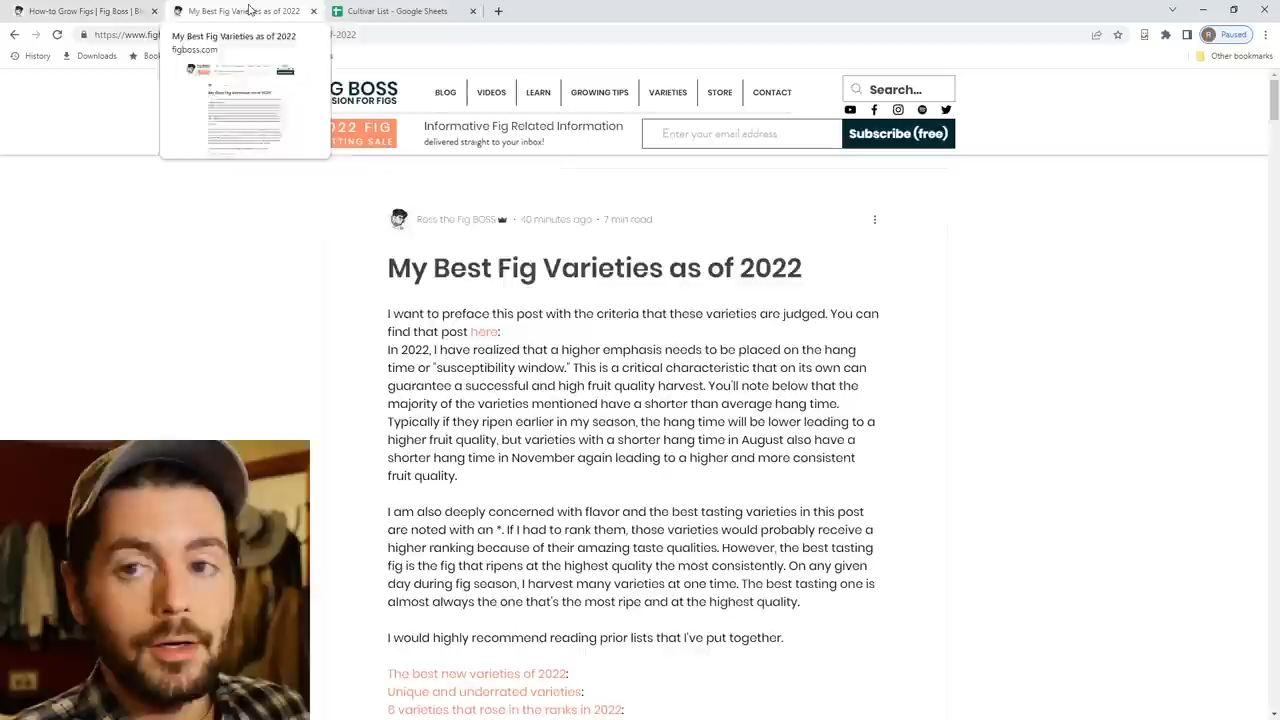 How-to Grow Figs | Fig Boss | Bl
My Best Fig Varieties as of 2022
Cultivar List - Google Sheets
https://www.fig
-2022
Paused
My Best Fig Varieties as of 2022
figboss.com
History
Downloads
Boo
Other bookmarks
G BOSS
SION FOR FIGS
BLOG
VIDEOS
LEARN
GROWING TIPS
VARIETIES
STORE
CONTACT
Search...
022 FIG
TTING SALE
Informative Fig Related Information
delivered straight to your inbox!
Enter your email address
Subscribe (free)
Ross the Fig BOSS · 40 minutes ago · 7 min read
My Best Fig Varieties as of 2022
I want to preface this post with the criteria that these varieties are judged. You can
find that post here:
In 2022, I have realized that a higher emphasis needs to be placed on the hang
time or "susceptibility window." This is a critical characteristic that on its own can
guarantee a successful and high fruit quality harvest. You'll note below that the
majority of the varieties mentioned have a shorter than average hang time.
Typically if they ripen earlier in my season, the hang time will be lower leading to a
higher fruit quality, but varieties with a shorter hang time in August also have a
shorter hang time in November again leading to a higher and more consistent
fruit quality.
I am also deeply concerned with flavor and the best tasting varieties in this post
are noted with an *. If I had to rank them, those varieties would probably receive a
higher ranking because of their amazing taste qualities. However, the best tasting
fig is the fig that ripens at the highest quality the most consistently. On any given
day during fig season, I harvest many varieties at one time. The best tasting one is
almost always the one that's the most ripe and at the highest quality.
I would highly recommend reading prior lists that I've put together.
The best new varieties of 2022:
Unique and underrated varieties:
6 varieties that rose in the ranks in 2022: